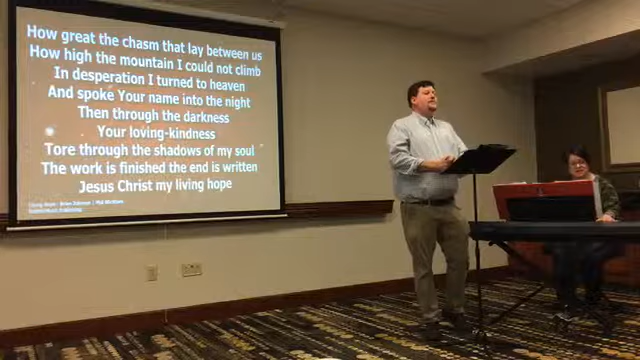 How great the chasm that lay between us
How high the mountain I could not climb
In desperation I turned to heaven
And spoke Your name into the night
Then through the darkness
Your loving-kindness
Tore through the shadows of my soul
The work is finished the end is written
Jesus Christ my living hope